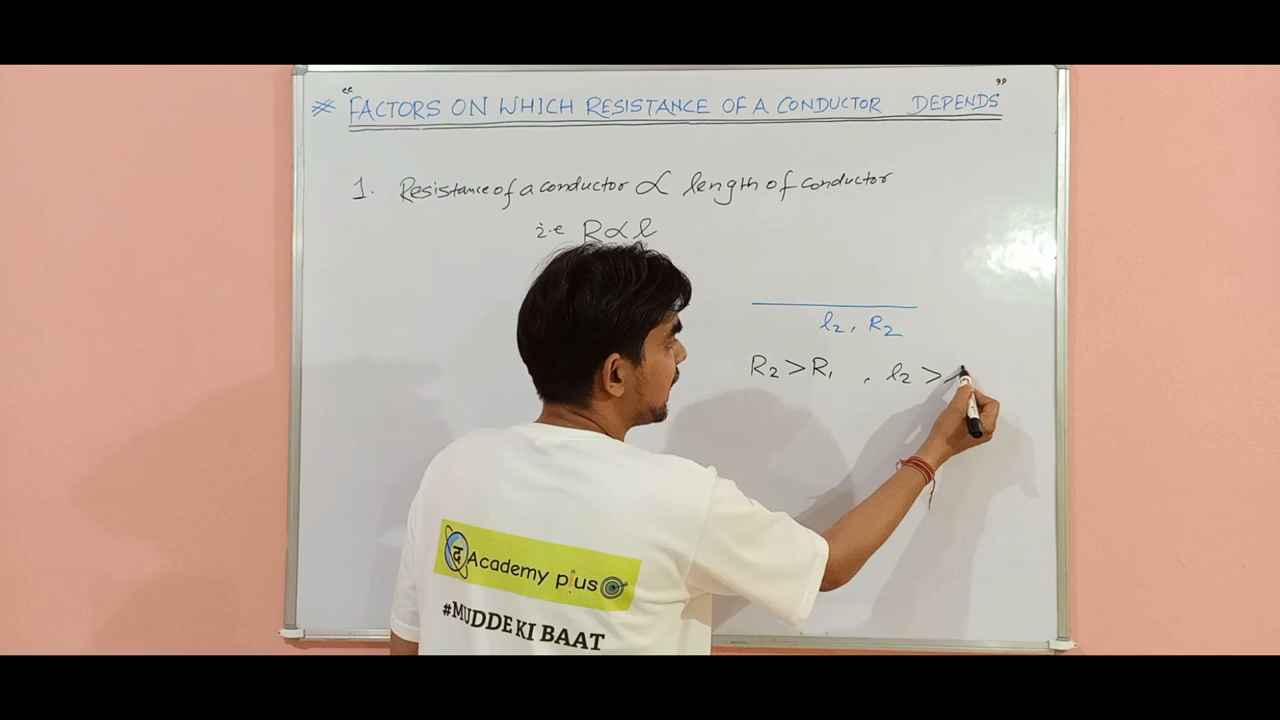 * "FACTORS ON WHICH RESISTANCE OF A CONDUCTOR DEPENDS"
1. Resistance of a conductor ∝ length of conductor
i.e R ∝ l
l₂, R₂
R₂ > R₁ , l₂ >
द Academy plus
#MUDDE KI BAAT